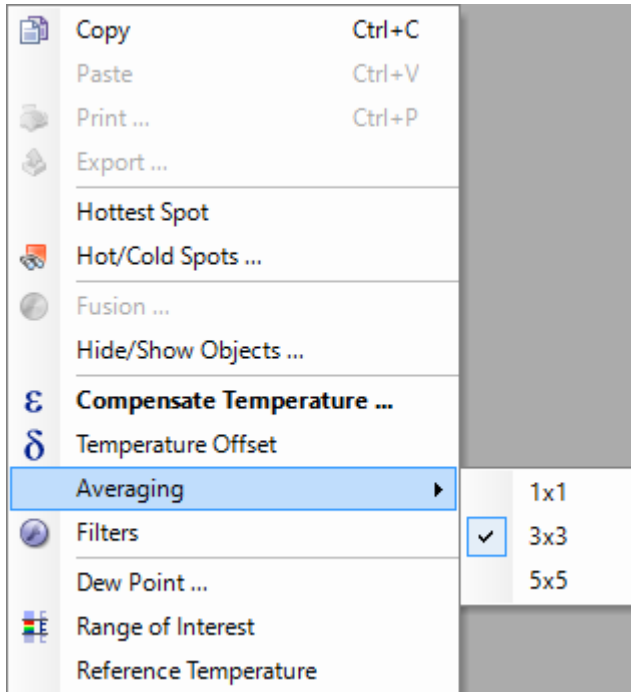 Copy Ctrl+C
Paste Ctrl+V
Print ... Ctrl+P
Export ...
Hottest Spot
Hot/Cold Spots ...
Fusion ...
Hide/Show Objects ...
ε Compensate Temperature ...
δ Temperature Offset
Averaging
1x1
Filters
3x3
5x5
Dew Point ...
Range of Interest
Reference Temperature